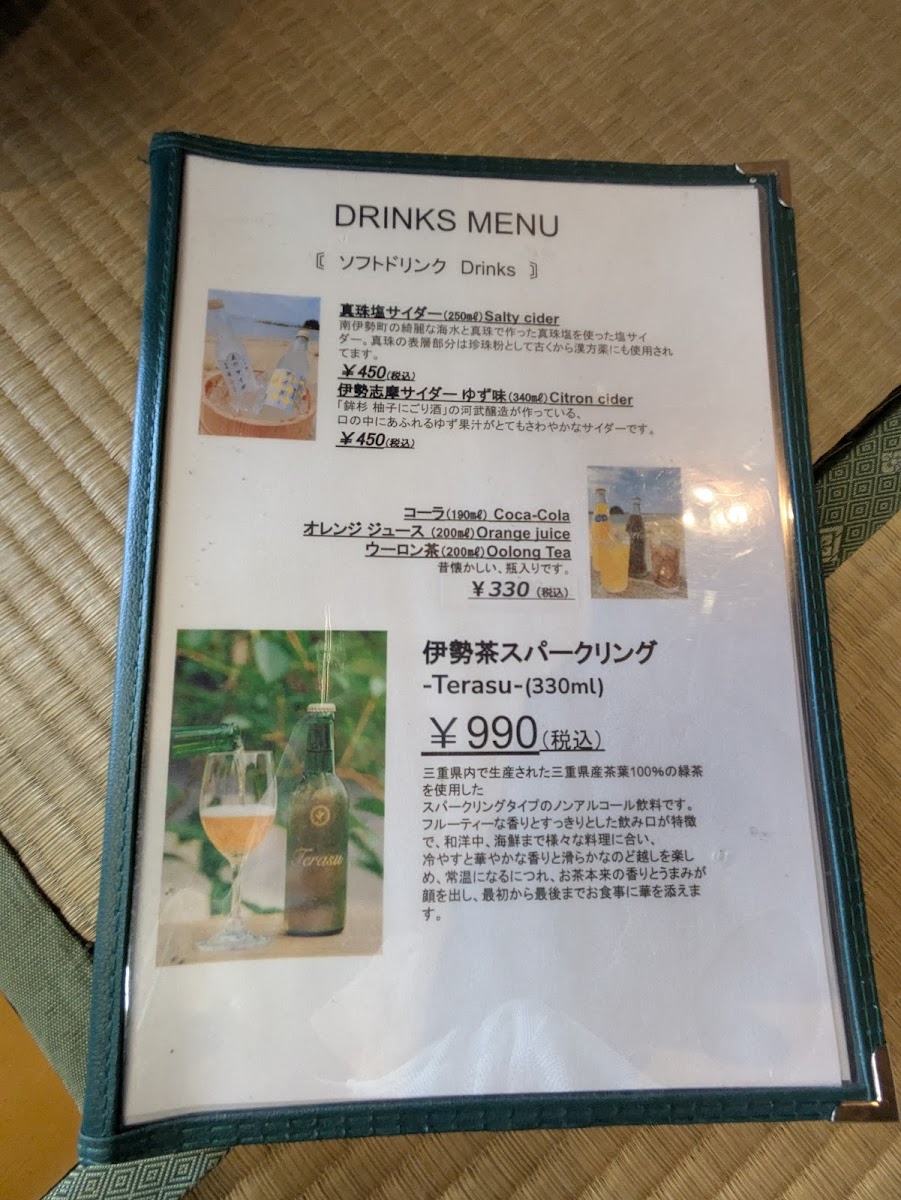 DRINKS MENU
〘 ソフトドリンク Drinks 〙
真珠塩サイダー(250㎖)Salty cider
南伊勢町の綺麗な海水と真珠で作った真珠塩を使った塩サイ
ダー。真珠の表層部分は珍珠粉として古くから漢方薬にも使用され
てます。
￥450(税込)
伊勢志摩サイダー ゆず味(340㎖)Citron cider
「鉾杉 柚子にごり酒」の河武醸造が作っている、
口の中にあふれるゆず果汁がとてもさわやかなサイダーです。
￥450(税込)
コーラ(190㎖) Coca-Cola
オレンジ ジュース (200㎖)Orange juice
ウーロン茶(200㎖)Oolong Tea
昔懐かしい、瓶入りです。
￥330 (税込)
伊勢茶スパークリング
-Terasu-(330ml)
￥990(税込)
三重県内で生産された三重県産茶葉100%の緑茶
を使用した
スパークリングタイプのノンアルコール飲料です。
フルーティーな香りとすっきりとした飲み口が特徴
で、和洋中、海鮮まで様々な料理に合い、
冷やすと華やかな香りと滑らかなのど越しを楽し
め、常温になるにつれ、お茶本来の香りとうまみが
顔を出し、最初から最後までお食事に華を添えま
す。
Terasu